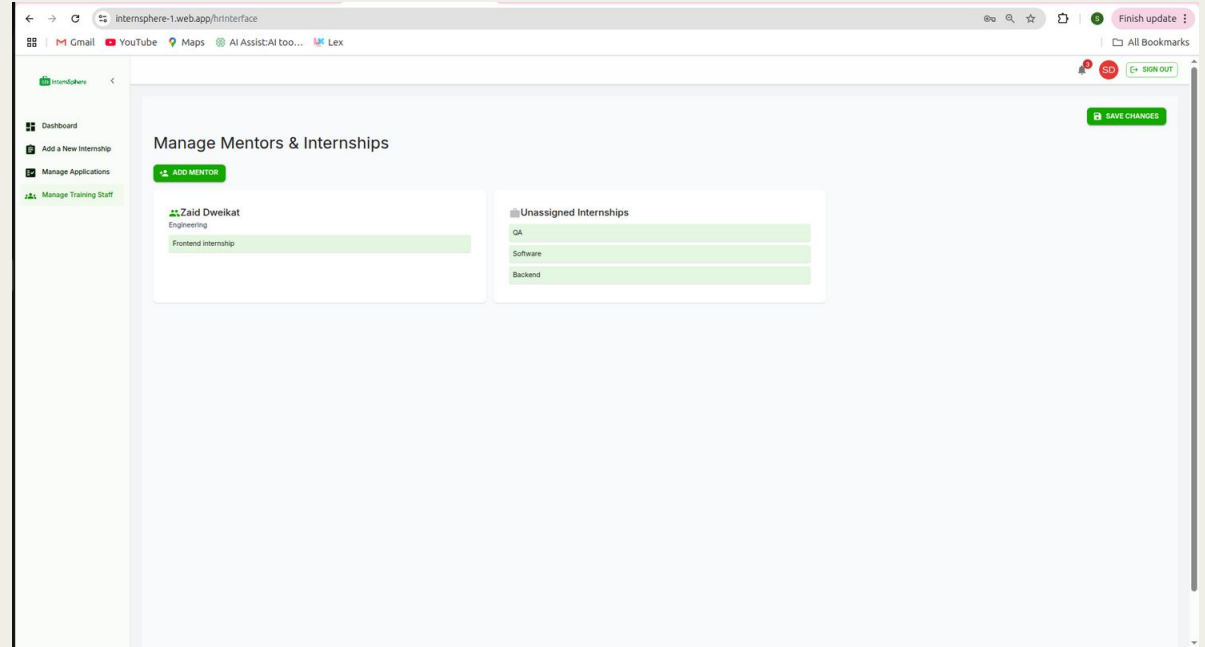 internsphere-1.web.app/hrInterface
S
Finish update
Gmail YouTube Maps AI Assist:AI too... Lex
All Bookmarks
InternSphere
3
SD
SIGN OUT
Dashboard
Add a New Internship
Manage Applications
Manage Training Staff
SAVE CHANGES
Manage Mentors & Internships
ADD MENTOR
Zaid Dweikat
Engineering
Frontend internship
Unassigned Internships
QA
Software
Backend